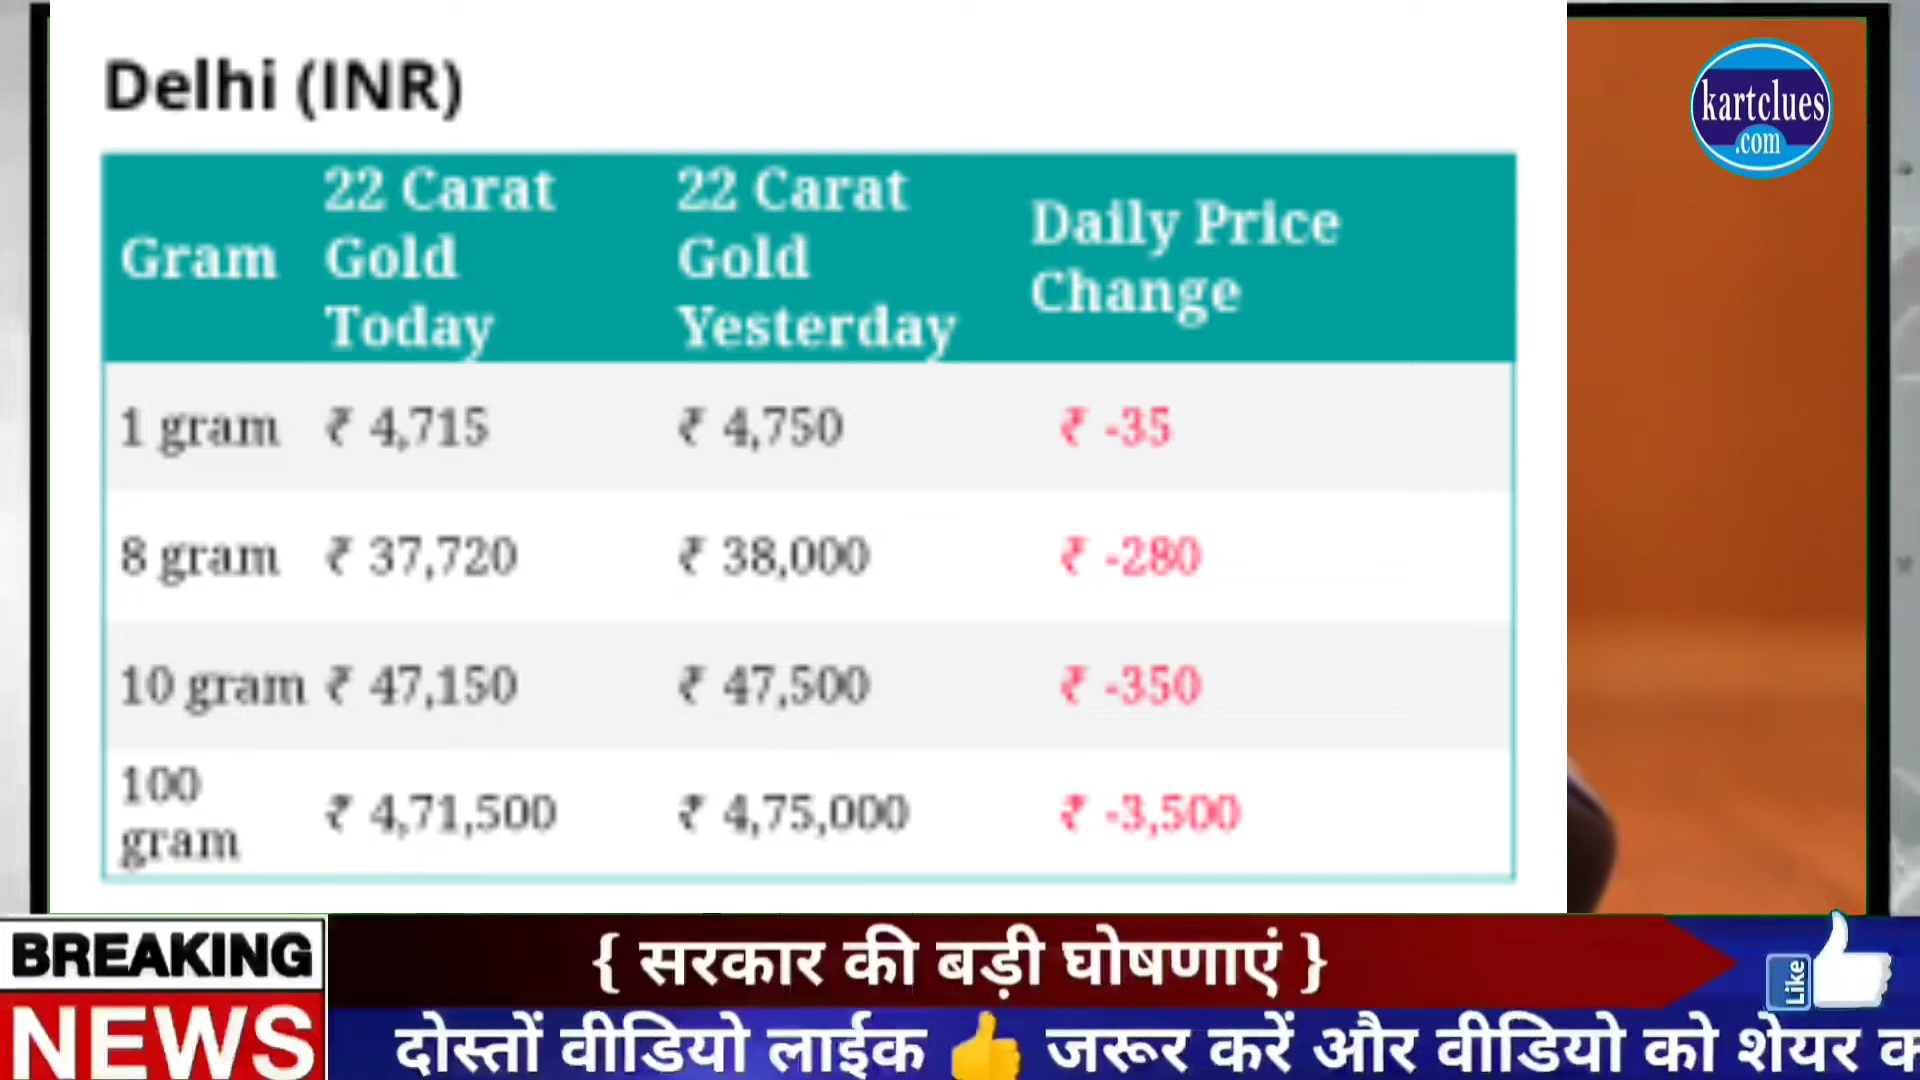 Delhi (INR)
kartclues
.com
Gram 22 Carat Gold Today 22 Carat Gold Yesterday Daily Price Change
1 gram ₹ 4,715 ₹ 4,750 ₹ -35
8 gram ₹ 37,720 ₹ 38,000 ₹ -280
10 gram ₹ 47,150 ₹ 47,500 ₹ -350
100 gram ₹ 4,71,500 ₹ 4,75,000 ₹ -3,500
BREAKING
NEWS
{ सरकार की बड़ी घोषणाएं }
Like
दोस्तों वीडियो लाईक 👍 जरूर करें और वीडियो को शेयर